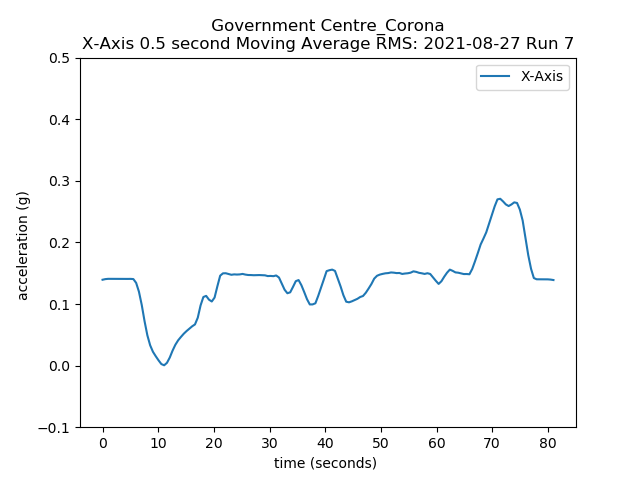 Government Centre_Corona
X-Axis 0.5 second Moving Average RMS: 2021-08-27 Run 7
X-Axis
0.5
0.4
0.3
0.2
0.1
0.0
−0.1
acceleration (g)
0 10 20 30 40 50 60 70 80
time (seconds)